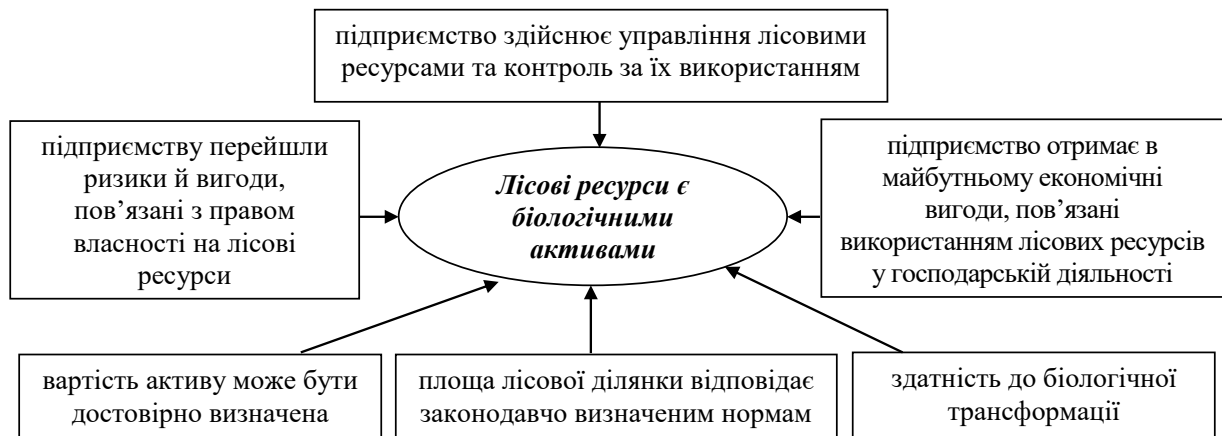 підприємство здійснює управління лісовими
ресурсами та контроль за їх використанням
підприємству перейшли
ризики й вигоди,
пов’язані з правом
власності на лісові
ресурси
Лісові ресурси є
біологічними
активами
підприємство отримає в
майбутньому економічні
вигоди, пов’язані
використанням лісових ресурсів
у господарській діяльності
вартість активу може бути
достовірно визначена
площа лісової ділянки відповідає
законодавчо визначеним нормам
здатність до біологічної
трансформації